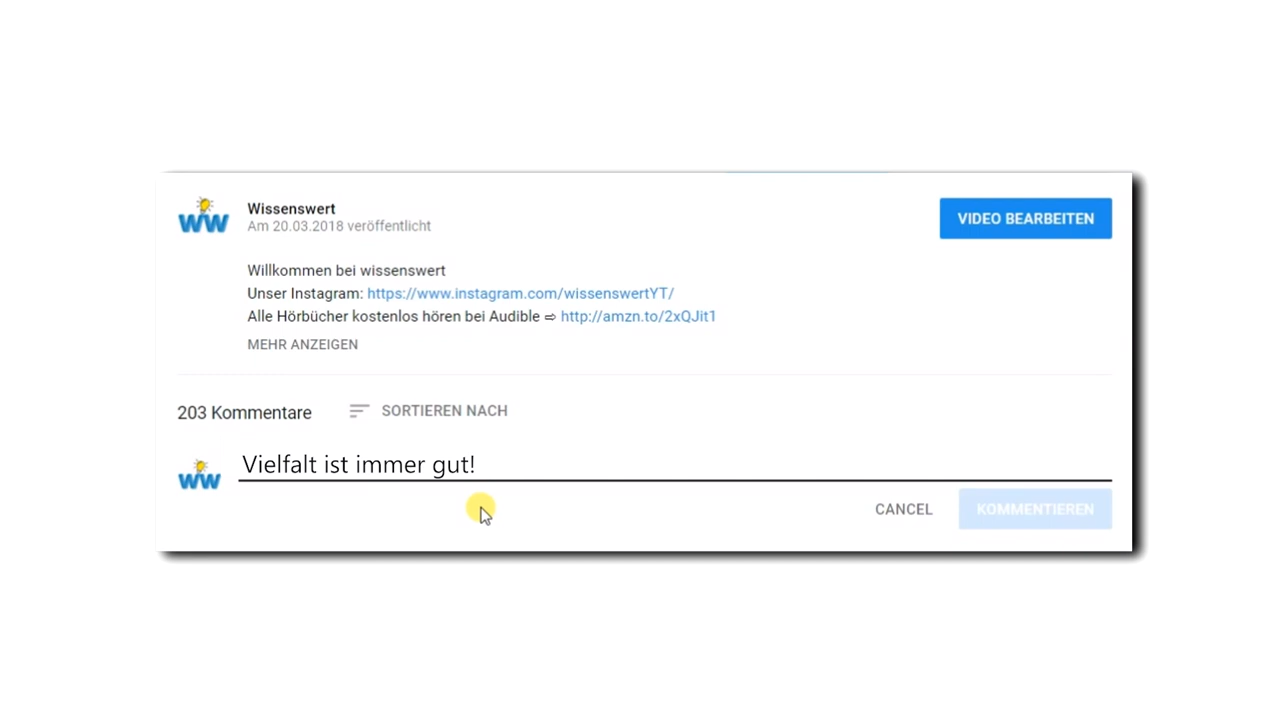 WW
Wissenswert
Am 20.03.2018 veröffentlicht
VIDEO BEARBEITEN
Willkommen bei wissenswert
Unser Instagram: https://www.instagram.com/wissenswertYT/
Alle Hörbücher kostenlos hören bei Audible ⇨ http://amzn.to/2xQJit1
MEHR ANZEIGEN
203 Kommentare
SORTIEREN NACH
WW
Vielfalt ist immer gut!
CANCEL
KOMMENTIEREN